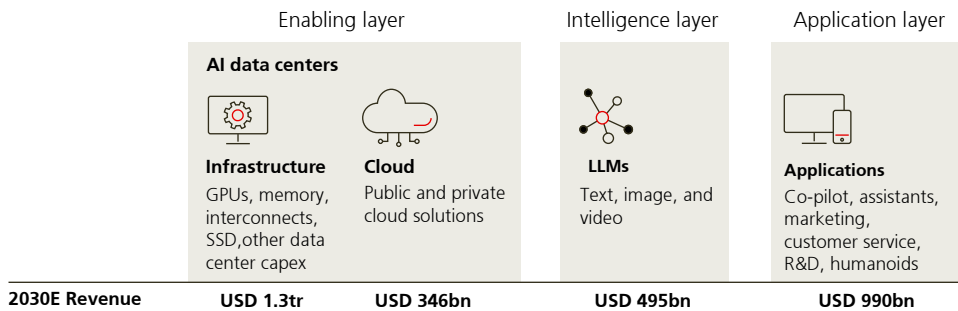 Enabling layer
Intelligence layer
Application layer
AI data centers
Infrastructure
GPUs, memory,
interconnects,
SSD,other data
center capex
Cloud
Public and private
cloud solutions
LLMs
Text, image, and
video
Applications
Co-pilot, assistants,
marketing,
customer service,
R&D, humanoids
2030E Revenue
USD 1.3tr
USD 346bn
USD 495bn
USD 990bn